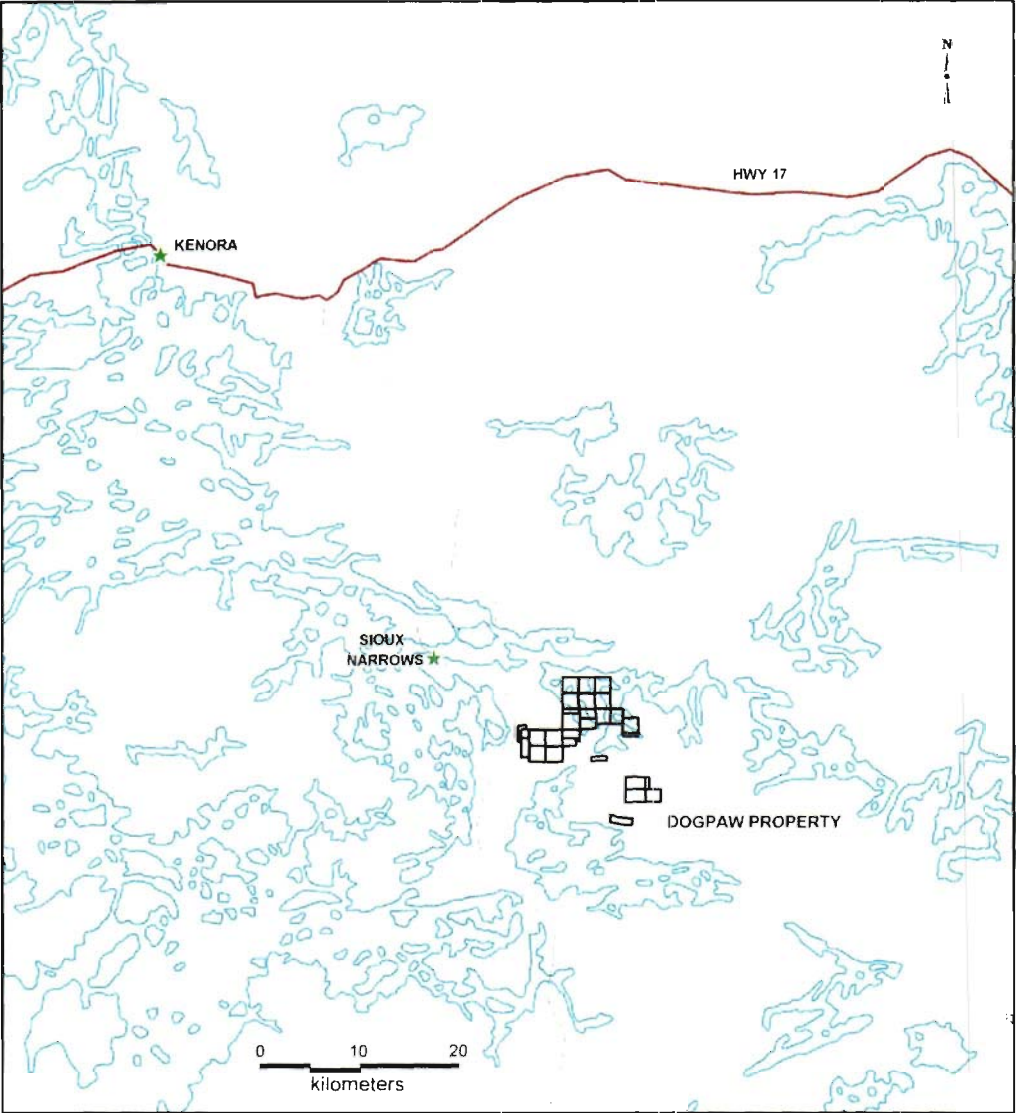 N
HWY 17
KENORA
SIOUX
NARROWS
DOGPAW PROPERTY
0 10 20
kilometers